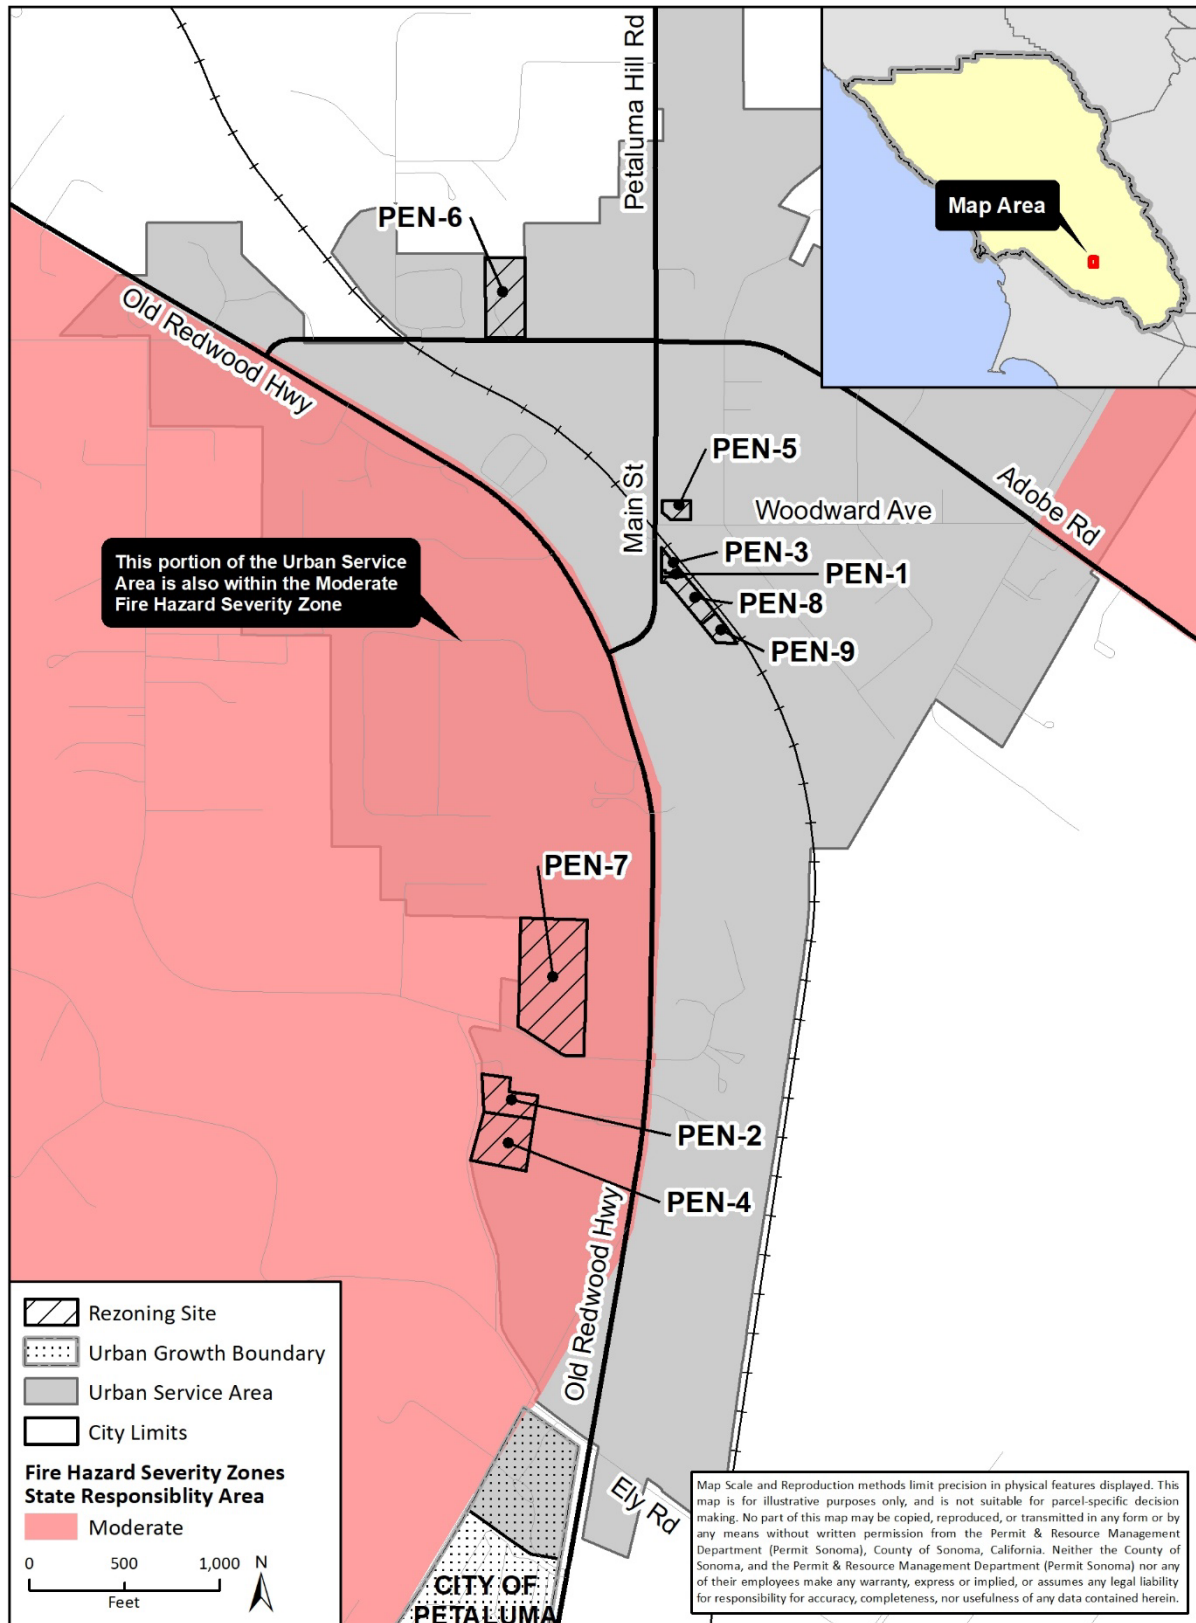 Petaluma Hill Rd
Map Area
PEN-6
Old Redwood Hwy
PEN-5
Main St
Woodward Ave
Adobe Rd
PEN-3
PEN-1
PEN-8
PEN-9
This portion of the Urban Service
Area is also within the Moderate
Fire Hazard Severity Zone
PEN-7
PEN-2
PEN-4
Old Redwood Hwy
Ely Rd
CITY OF
PETALUMA
Rezoning Site
Urban Growth Boundary
Urban Service Area
City Limits
Fire Hazard Severity Zones
State Responsiblity Area
Moderate
0 500 1,000
Feet
N
Map Scale and Reproduction methods limit precision in physical features displayed. This
map is for illustrative purposes only, and is not suitable for parcel-specific decision
making. No part of this map may be copied, reproduced, or transmitted in any form or by
any means without written permission from the Permit & Resource Management
Department (Permit Sonoma), County of Sonoma, California. Neither the County of
Sonoma, and the Permit & Resource Management Department (Permit Sonoma) nor any
of their employees make any warranty, express or implied, or assumes any legal liability
for responsibility for accuracy, completeness, nor usefulness of any data contained herein.